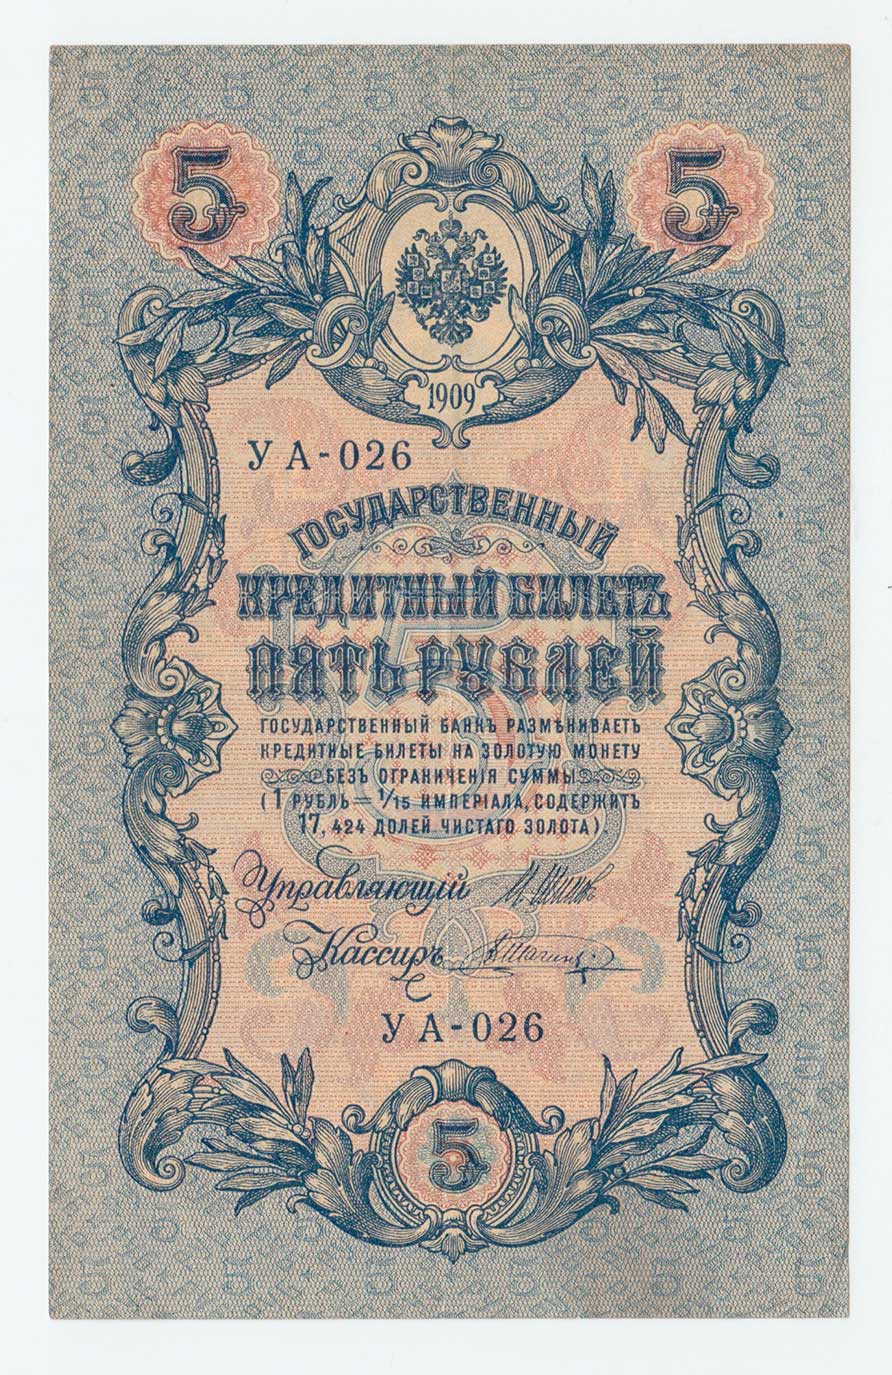 5 5
1909
УА-026
ГОСУДАРСТВЕННЫЙ
КРЕДИТНЫЙ БИЛЕТЪ
ПЯТЬ РУБЛЕЙ
ГОСУДАРСТВЕННЫЙ БАНКЪ РАЗМѢНИВАЕТЪ
КРЕДИТНЫЕ БИЛЕТЫ НА ЗОЛОТУЮ МОНЕТУ
БЕЗЪ ОГРАНИЧЕНІЯ СУММЫ
(1 РУБЛЬ = 1/15 ИМПЕРІАЛА, СОДЕРЖИТЪ
17,424 ДОЛЕЙ ЧИСТАГО ЗОЛОТА).
Управляющій И. Шипов
Кассиръ
УА-026
5